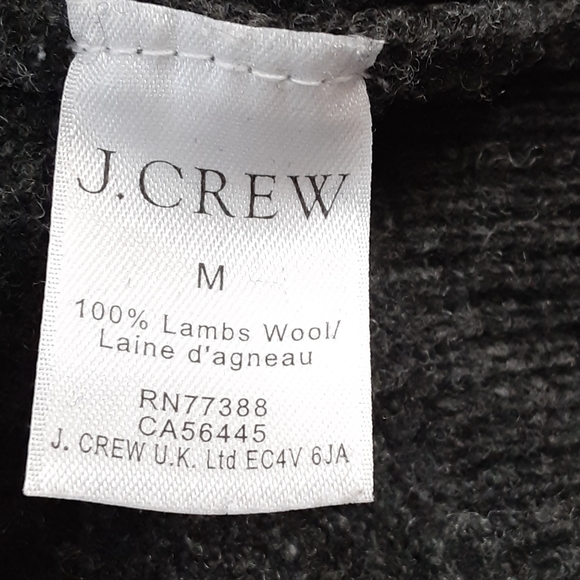 J.CREW
M
100% Lambs Wool/
Laine d'agneau
RN77388
CA56445
J. CREW U.K. Ltd EC4V 6JA